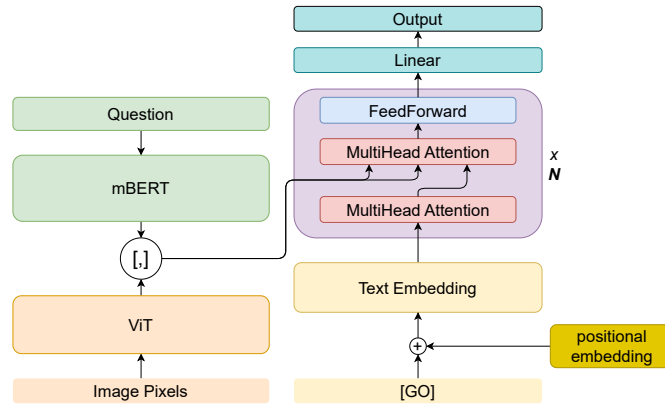 Output
Linear
FeedForward
MultiHead Attention
MultiHead Attention
x
N
Question
mBERT
[,]
ViT
Image Pixels
Text Embedding
+
positional
embedding
[GO]